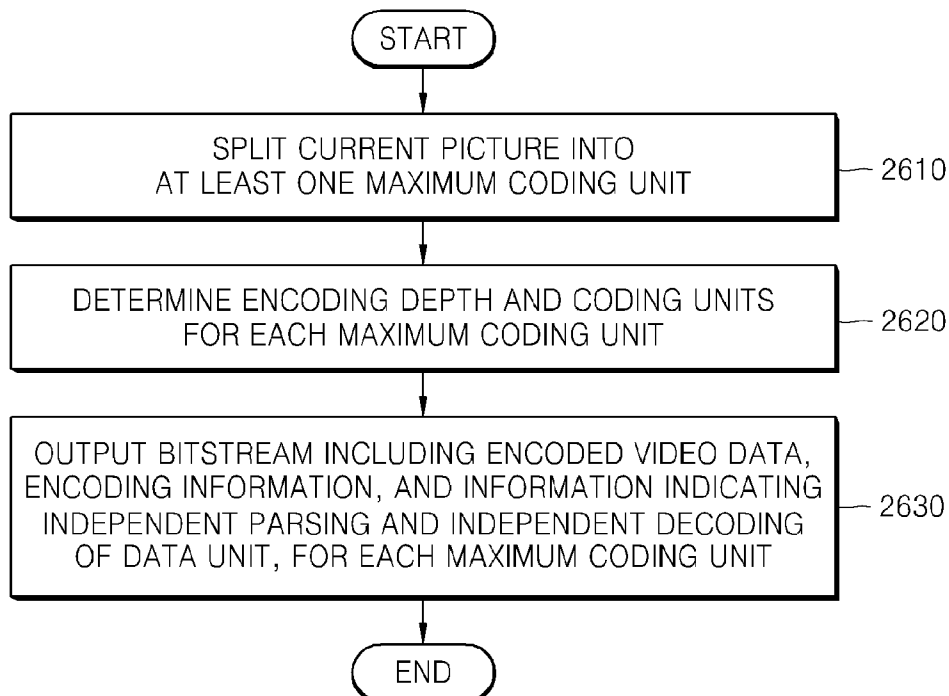 START
SPLIT CURRENT PICTURE INTO
AT LEAST ONE MAXIMUM CODING UNIT
2610
DETERMINE ENCODING DEPTH AND CODING UNITS
FOR EACH MAXIMUM CODING UNIT
2620
OUTPUT BITSTREAM INCLUDING ENCODED VIDEO DATA,
ENCODING INFORMATION, AND INFORMATION INDICATING
INDEPENDENT PARSING AND INDEPENDENT DECODING
OF DATA UNIT, FOR EACH MAXIMUM CODING UNIT
2630
END